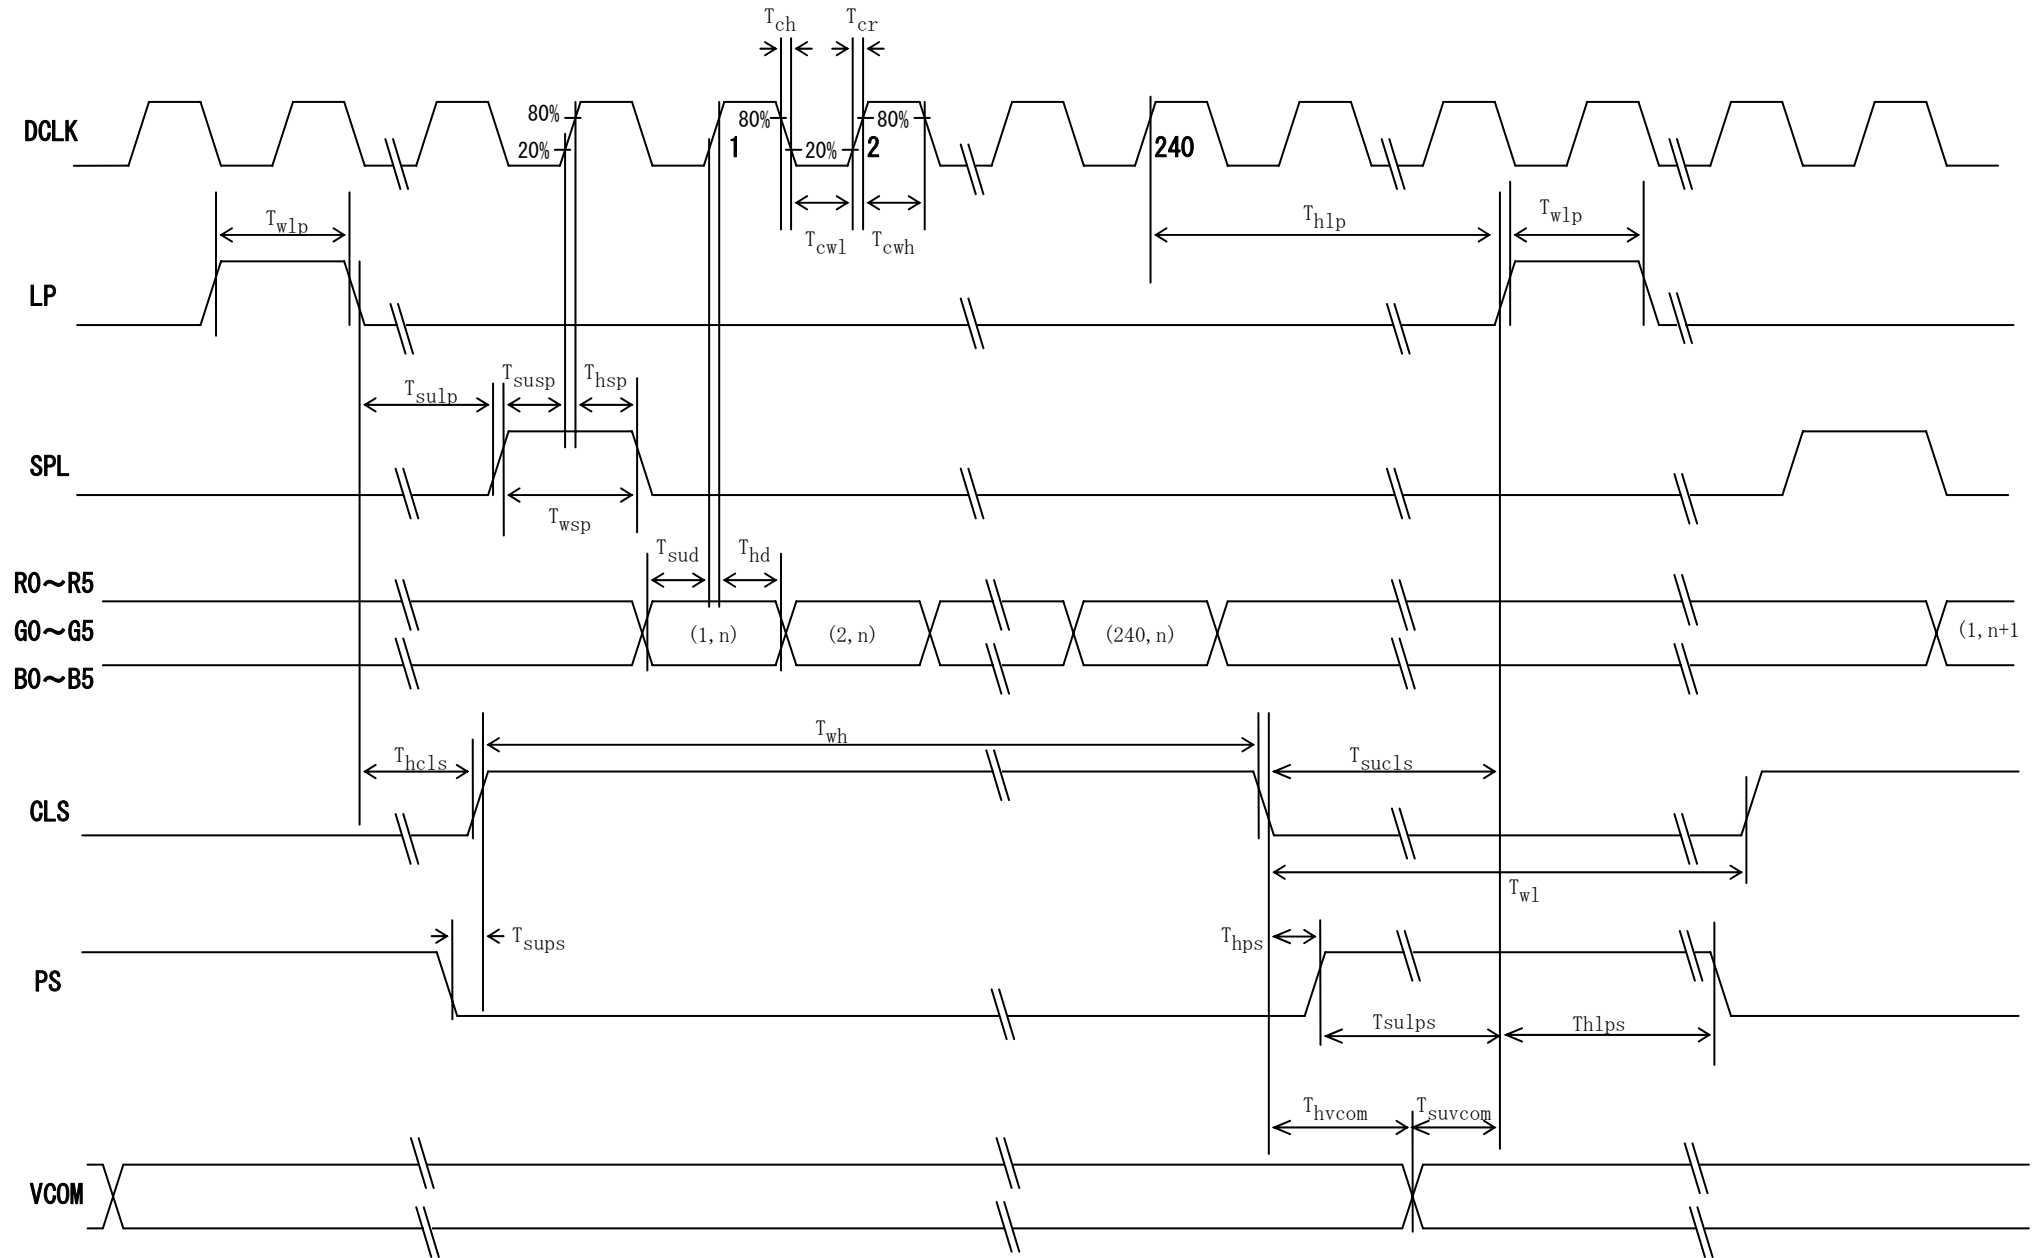 Tch Tcr
DCLK 80% 20% 80% 1 20% 2 80% 240
Twlp Tcwl Tcwh Thlp Twlp
LP
Tsulp Tsusp Thsp
SPL
Twsp
Tsud Thd
R0～R5
G0～G5 (1,n) (2,n) (240,n) (1,n+1
B0～B5
Twh
Thcls Tsucls
CLS
Twl
Tsups Thps
PS
Tsulps Thlps
Thvcom Tsuvcom
VCOM